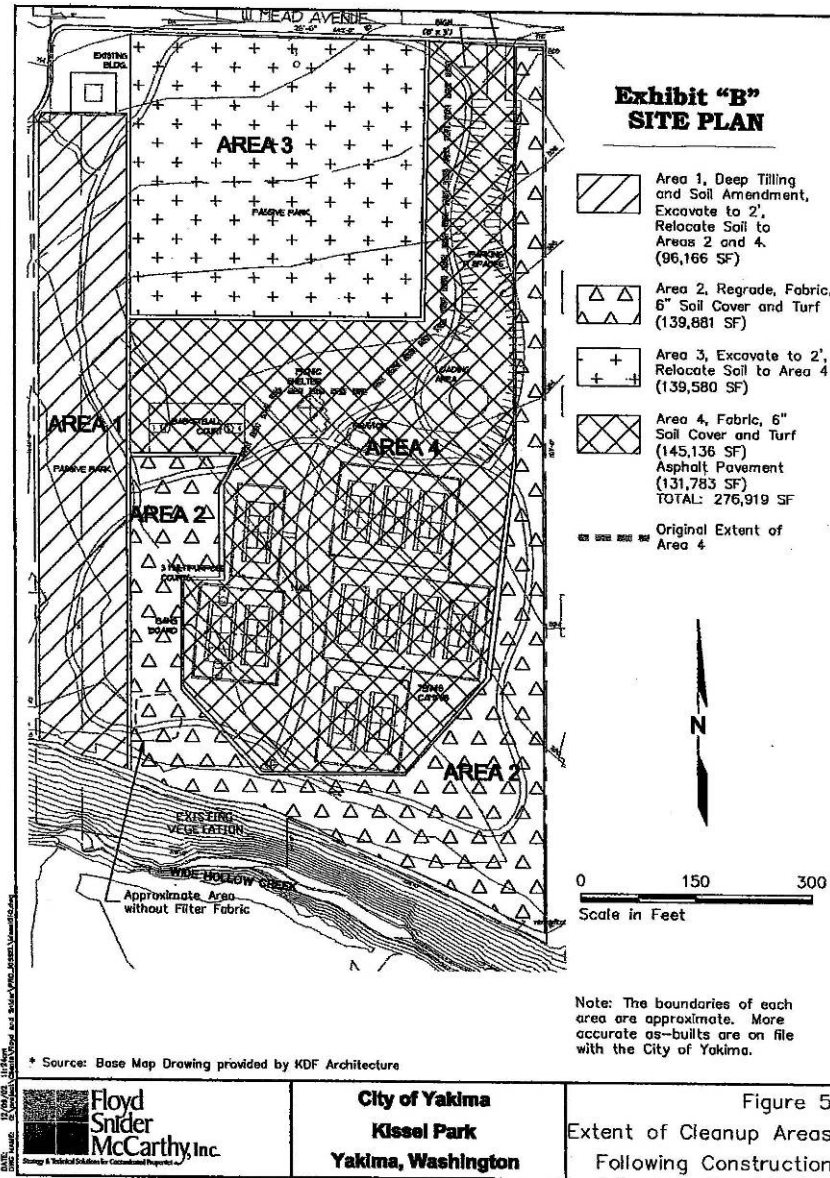 W MEAD AVENUE
SIGN
EXISTING
BLDG.
AREA 3
PASSIVE PARK
PARKING
SPACES
PICNIC
SHELTER
LOADING
AREA
AREA 1
BASKETBALL
COURT
AREA 4
PASSIVE PARK
AREA 2
COURTS
BANG
BOARD
TENNIS
AREA 2
EXISTING
VEGETATION
WIDE HOLLOW CREEK
Approximate Area
without Filter Fabric
Exhibit "B"
SITE PLAN
Area 1, Deep Tilling
and Soil Amendment,
Excavate to 2',
Relocate Soil to
Areas 2 and 4.
(96,166 SF)
Area 2, Regrade, Fabric,
6" Soil Cover and Turf
(139,881 SF)
Area 3, Excavate to 2',
Relocate Soil to Area 4
(139,580 SF)
Area 4, Fabric, 6"
Soil Cover and Turf
(145,136 SF)
Asphalt Pavement
(131,783 SF)
TOTAL: 276,919 SF
Original Extent of
Area 4
N
0 150 300
Scale in Feet
Note: The boundaries of each
area are approximate. More
accurate as-builts are on file
with the City of Yakima.
* Source: Base Map Drawing provided by KDF Architecture
Floyd
Snider
McCarthy, Inc.
Strategy & Technical Solutions for Contaminated Properties
City of Yakima
Kissel Park
Yakima, Washington
Figure 5
Extent of Cleanup Areas
Following Construction